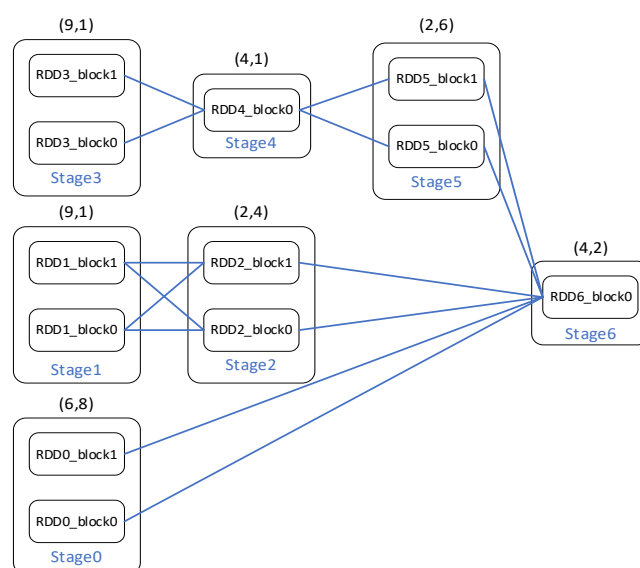 (9,1)
RDD3_block1
RDD3_block0
Stage3
(4,1)
RDD4_block0
Stage4
(2,6)
RDD5_block1
RDD5_block0
Stage5
(9,1)
RDD1_block1
RDD1_block0
Stage1
(2,4)
RDD2_block1
RDD2_block0
Stage2
(4,2)
RDD6_block0
Stage6
(6,8)
RDD0_block1
RDD0_block0
Stage0